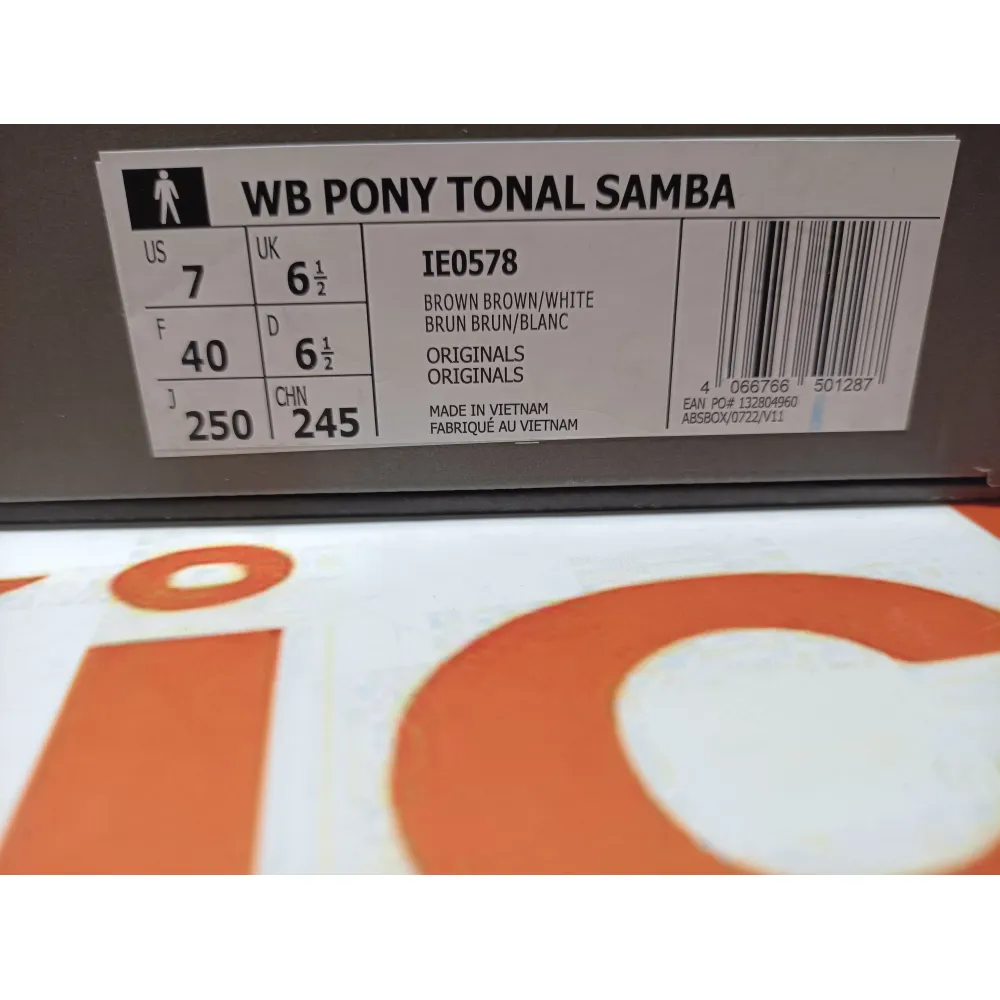 WB PONY TONAL SAMBA
US 7 UK 6 1/2
F 40 D 6 1/2
J 250 CHN 245
IE0578
BROWN BROWN/WHITE
BRUN BRUN/BLANC
ORIGINALS
ORIGINALS
MADE IN VIETNAM
FABRIQUÉ AU VIETNAM
4 066766 501287
EAN PO# 132804960
ABSBOX/0722/V11
ic